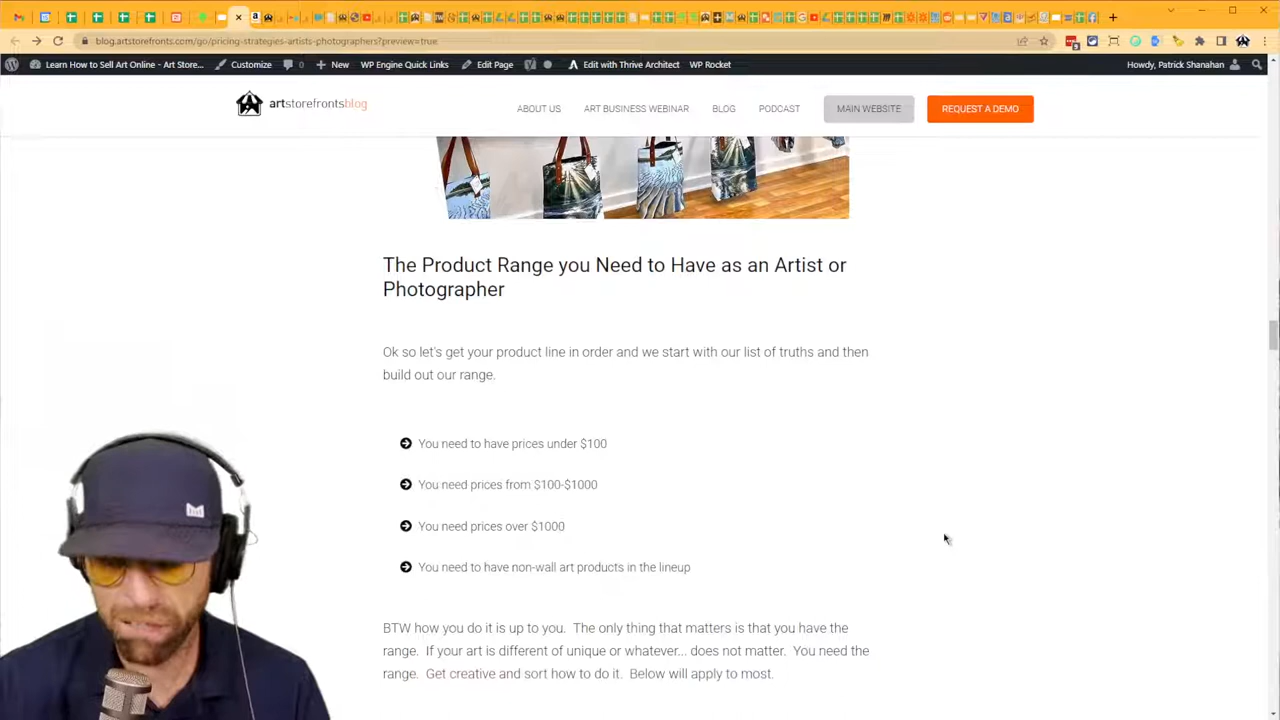 blog.artstorefronts.com/go/pricing-strategies-artists-photographers?preview=true
Learn How to Sell Art Online - Art Store... Customize 0 New WP Engine Quick Links Edit Page Edit with Thrive Architect WP Rocket Howdy, Patrick Shanahan
artstorefrontsblog ABOUT US ART BUSINESS WEBINAR BLOG PODCAST MAIN WEBSITE REQUEST A DEMO
The Product Range you Need to Have as an Artist or
Photographer
Ok so let's get your product line in order and we start with our list of truths and then
build out our range.
You need to have prices under $100
You need prices from $100-$1000
You need prices over $1000
You need to have non-wall art products in the lineup
BTW how you do it is up to you. The only thing that matters is that you have the
range. If your art is different of unique or whatever... does not matter. You need the
range. Get creative and sort how to do it. Below will apply to most.